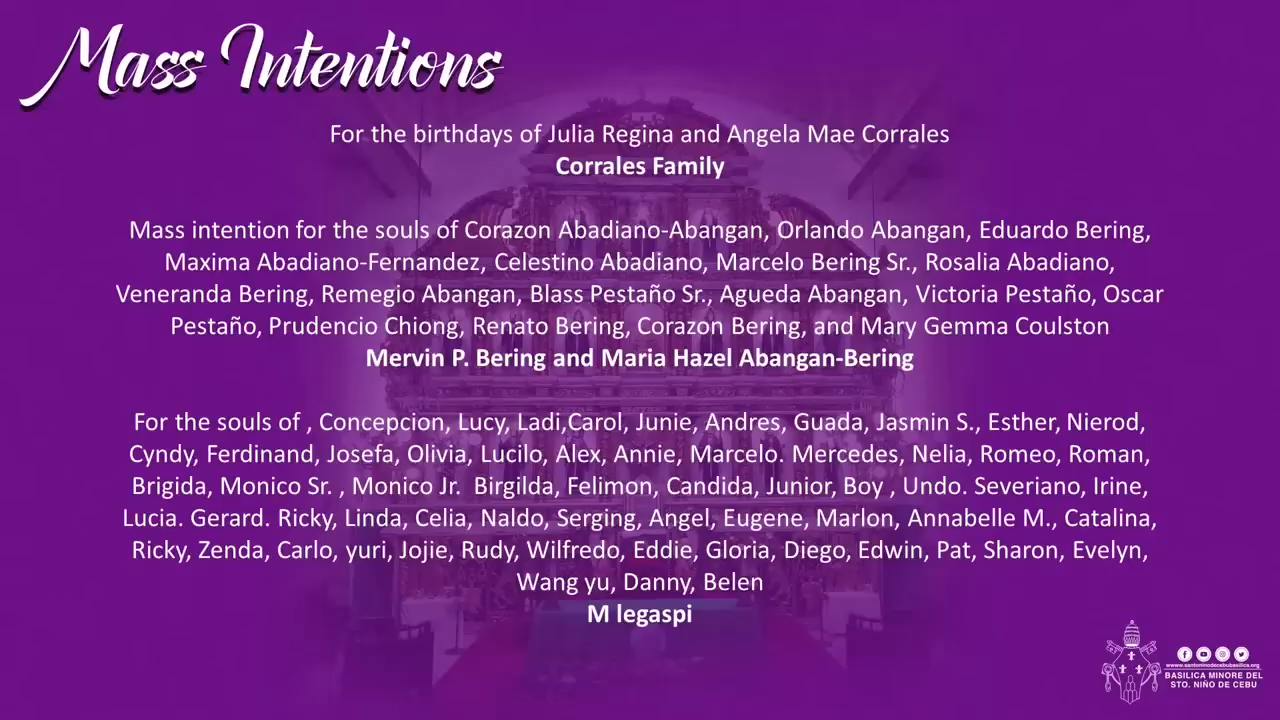 Mass Intentions
For the birthdays of Julia Regina and Angela Mae Corrales
Corrales Family
Mass intention for the souls of Corazon Abadiano-Abangan, Orlando Abangan, Eduardo Bering,
Maxima Abadiano-Fernandez, Celestino Abadiano, Marcelo Bering Sr., Rosalia Abadiano,
Veneranda Bering, Remegio Abangan, Blass Pestaño Sr., Agueda Abangan, Victoria Pestaño, Oscar
Pestaño, Prudencio Chiong, Renato Bering, Corazon Bering, and Mary Gemma Coulston
Mervin P. Bering and Maria Hazel Abangan-Bering
For the souls of , Concepcion, Lucy, Ladi,Carol, Junie, Andres, Guada, Jasmin S., Esther, Nierod,
Cyndy, Ferdinand, Josefa, Olivia, Lucilo, Alex, Annie, Marcelo. Mercedes, Nelia, Romeo, Roman,
Brigida, Monico Sr. , Monico Jr.  Birgilda, Felimon, Candida, Junior, Boy , Undo. Severiano, Irine,
Lucia. Gerard. Ricky, Linda, Celia, Naldo, Serging, Angel, Eugene, Marlon, Annabelle M., Catalina,
Ricky, Zenda, Carlo, yuri, Jojie, Rudy, Wilfredo, Eddie, Gloria, Diego, Edwin, Pat, Sharon, Evelyn,
Wang yu, Danny, Belen
M legaspi
www.santoninodecebubasilica.org
BASILICA MINORE DEL
STO. NIÑO DE CEBU